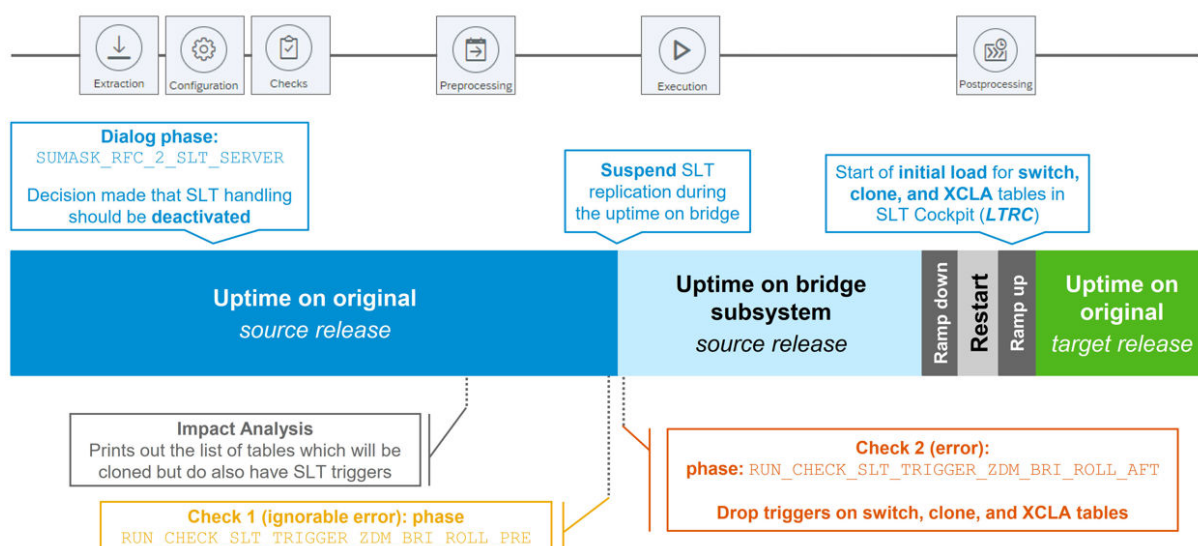 Extraction
Configuration
Checks
Preprocessing
Execution
Postprocessing
Dialog phase:
SUMASK_RFC_2_SLT_SERVER
Decision made that SLT handling
should be deactivated
Suspend SLT
replication during
the uptime on bridge
Start of initial load for switch,
clone, and XCLA tables in
SLT Cockpit (LTRC)
Uptime on original
source release
Uptime on bridge
subsystem
source release
Ramp down
Restart
Ramp up
Uptime on
original
target release
Impact Analysis
Prints out the list of tables which will be
cloned but do also have SLT triggers
Check 1 (ignorable error): phase
RUN_CHECK_SLT_TRIGGER_ZDM_BRI_ROLL_PRE
Check 2 (error):
phase: RUN_CHECK_SLT_TRIGGER_ZDM_BRI_ROLL_AFT
Drop triggers on switch, clone, and XCLA tables